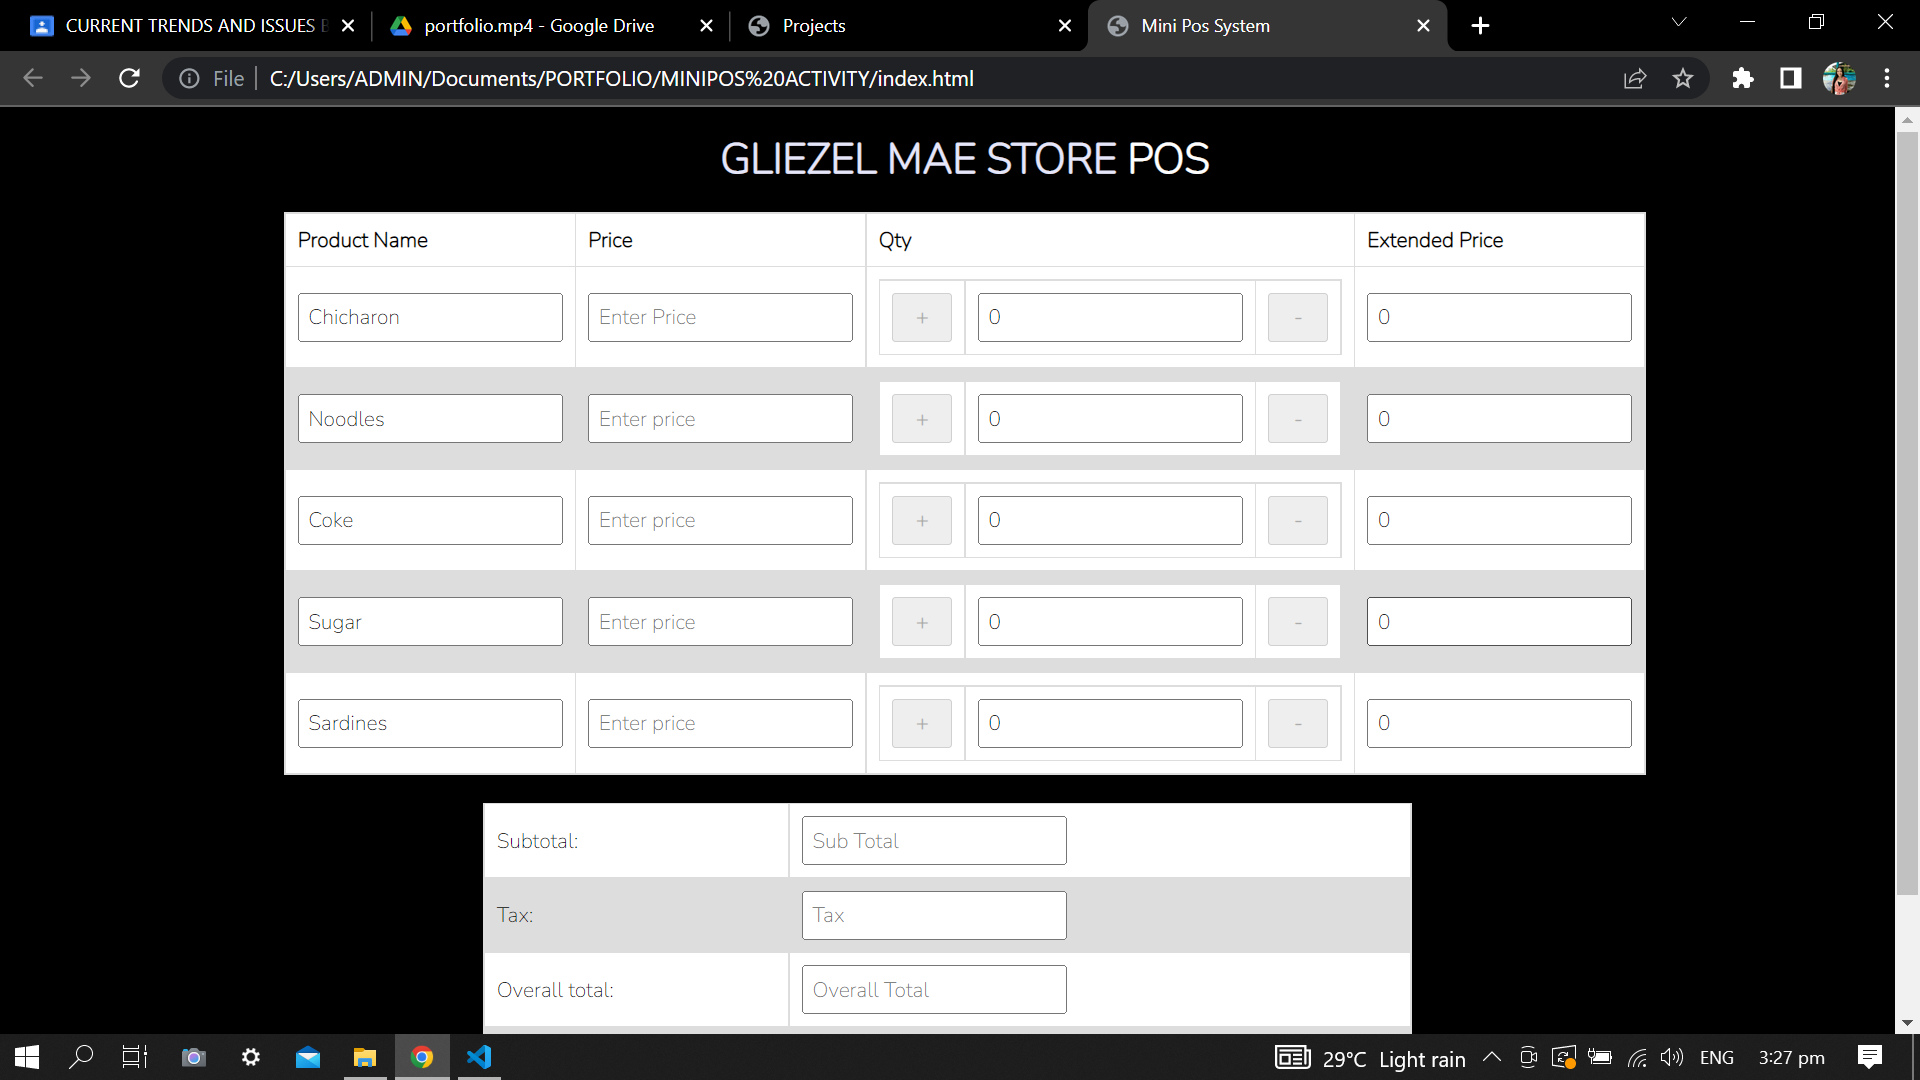 CURRENT TRENDS AND ISSUES
portfolio.mp4 - Google Drive
Projects
Mini Pos System
File
C:/Users/ADMIN/Documents/PORTFOLIO/MINIPOS%20ACTIVITY/index.html
GLIEZEL MAE STORE POS
Product Name Price Qty Extended Price
Chicharon Enter Price + 0 - 0
Noodles Enter price + 0 - 0
Coke Enter price + 0 - 0
Sugar Enter price + 0 - 0
Sardines Enter price + 0 - 0
Subtotal: Sub Total
Tax: Tax
Overall total: Overall Total
29°C Light rain ENG 3:27 pm